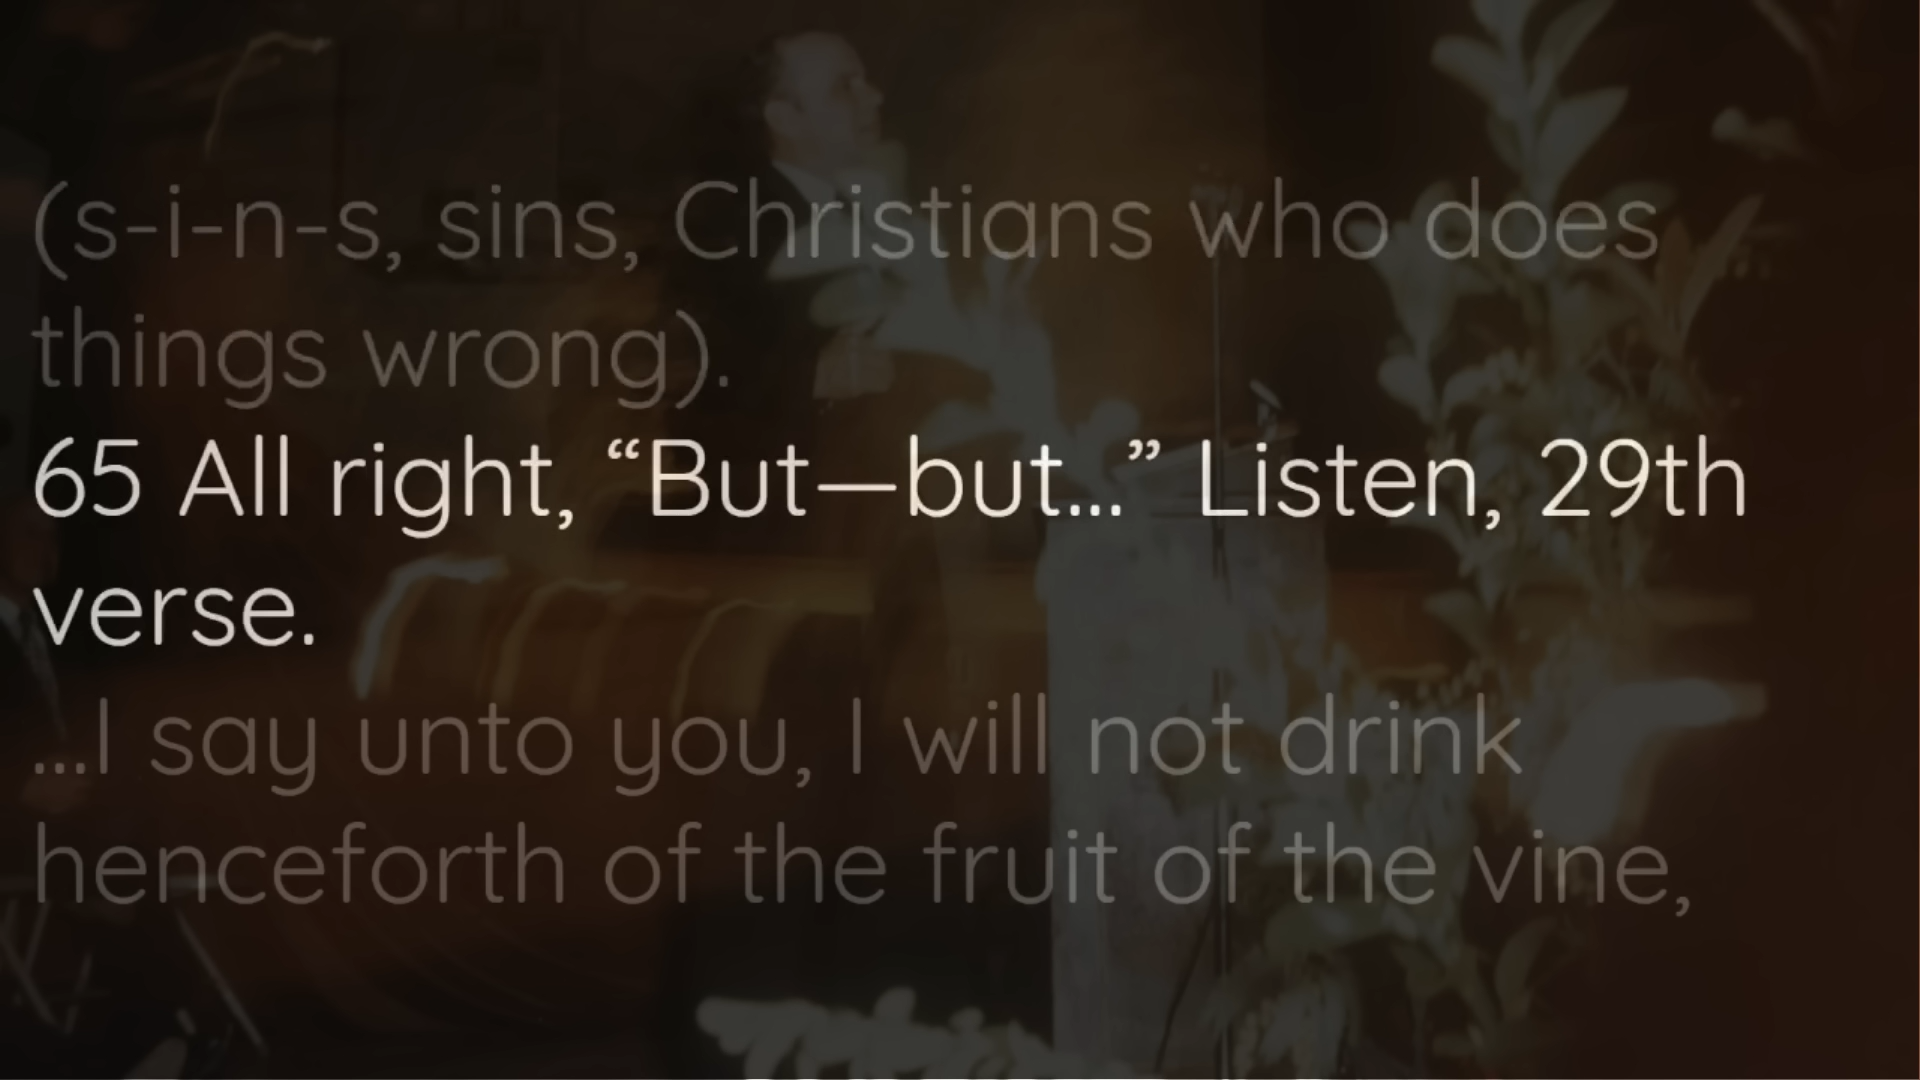 (s-i-n-s, sins, Christians who does
things wrong).
65 All right, “But—but...” Listen, 29th
verse.
...I say unto you, I will not drink
henceforth of the fruit of the vine,